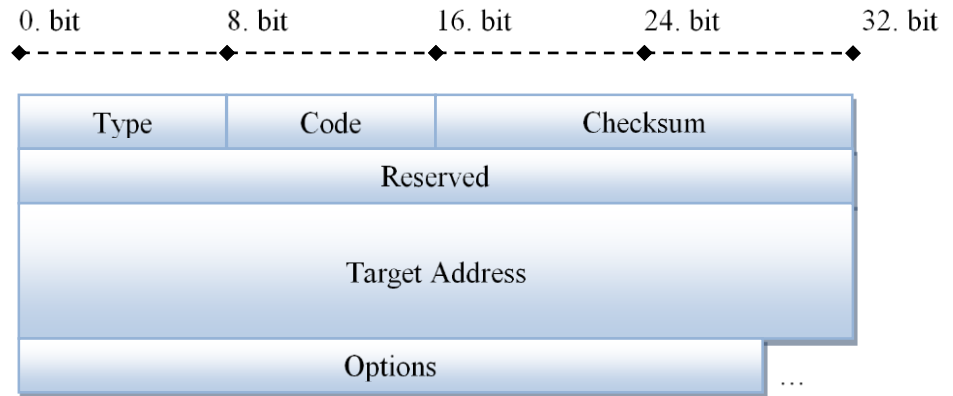 0. bit 8. bit 16. bit 24. bit 32. bit
Type Code Checksum
Reserved
Target Address
Options ...